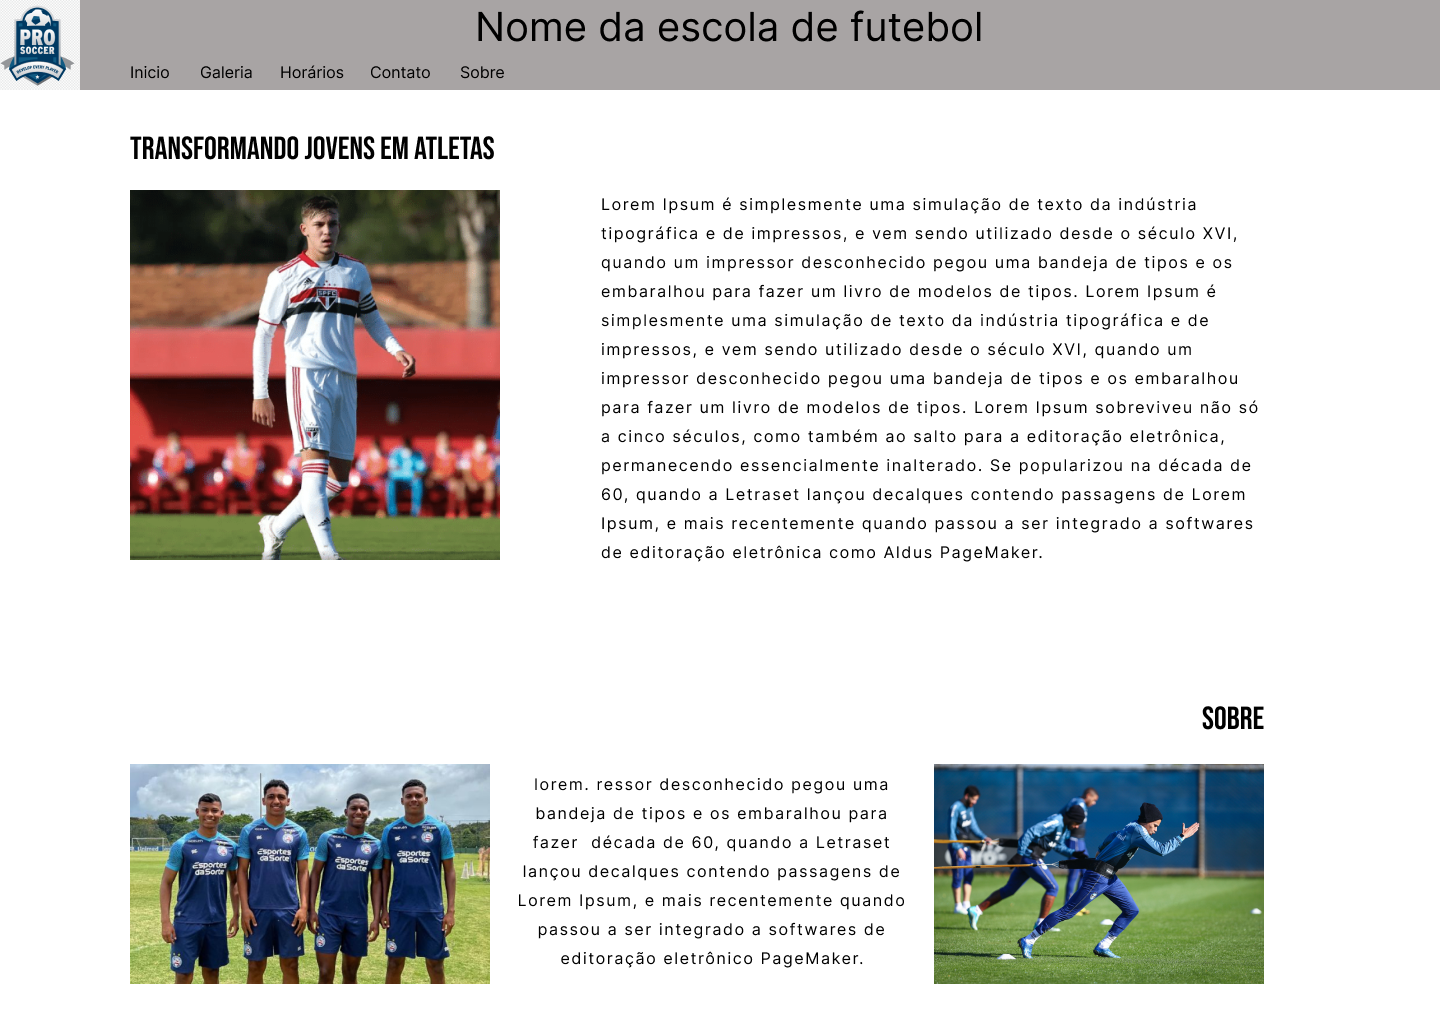 PRO
SOCCER
DEVELOP EVERY PLAYER
Nome da escola de futebol
Inicio Galeria Horários Contato Sobre
TRANSFORMANDO JOVENS EM ATLETAS
SPFC
Lorem Ipsum é simplesmente uma simulação de texto da indústria
tipográfica e de impressos, e vem sendo utilizado desde o século XVI,
quando um impressor desconhecido pegou uma bandeja de tipos e os
embaralhou para fazer um livro de modelos de tipos. Lorem Ipsum é
simplesmente uma simulação de texto da indústria tipográfica e de
impressos, e vem sendo utilizado desde o século XVI, quando um
impressor desconhecido pegou uma bandeja de tipos e os embaralhou
para fazer um livro de modelos de tipos. Lorem Ipsum sobreviveu não só
a cinco séculos, como também ao salto para a editoração eletrônica,
permanecendo essencialmente inalterado. Se popularizou na década de
60, quando a Letraset lançou decalques contendo passagens de Lorem
Ipsum, e mais recentemente quando passou a ser integrado a softwares
de editoração eletrônica como Aldus PageMaker.
SOBRE
Esportes
da Sorte
Esportes
da Sorte
Esportes
da Sorte
Esportes
da Sorte
lorem. ressor desconhecido pegou uma
bandeja de tipos e os embaralhou para
fazer  década de 60, quando a Letraset
lançou decalques contendo passagens de
Lorem Ipsum, e mais recentemente quando
passou a ser integrado a softwares de
editoração eletrônico PageMaker.